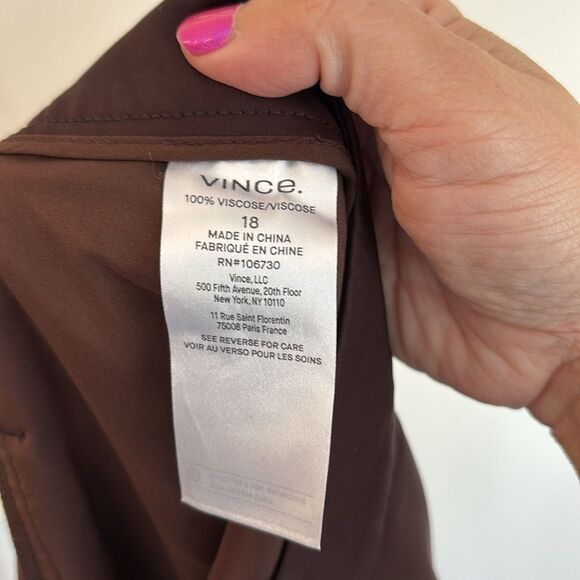 VINCE.
100% VISCOSE/VISCOSE
18
MADE IN CHINA
FABRIQUÉ EN CHINE
RN#106730
Vince, LLC
500 Fifth Avenue, 20th Floor
New York, NY 10110
11 Rue Saint Florentin
75008 Paris France
SEE REVERSE FOR CARE
VOIR AU VERSO POUR LES SOINS